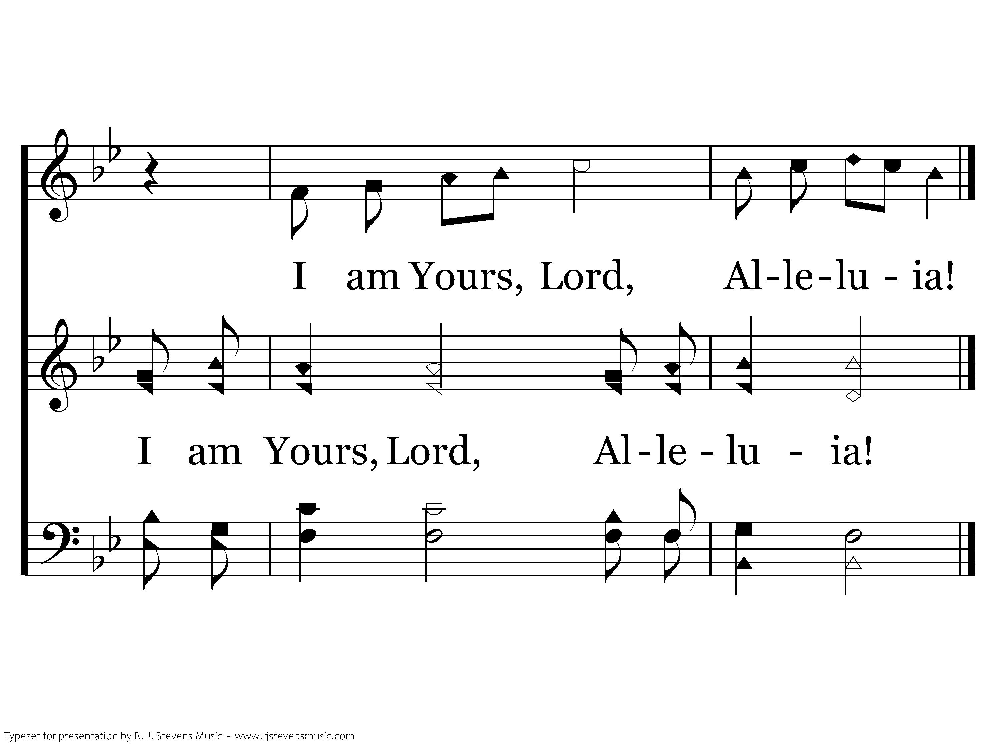 I am Yours, Lord, Al-le-lu - ia!
I am Yours, Lord, Al-le - lu - ia!
Typeset for presentation by R. J. Stevens Music - www.rjstevensmusic.com